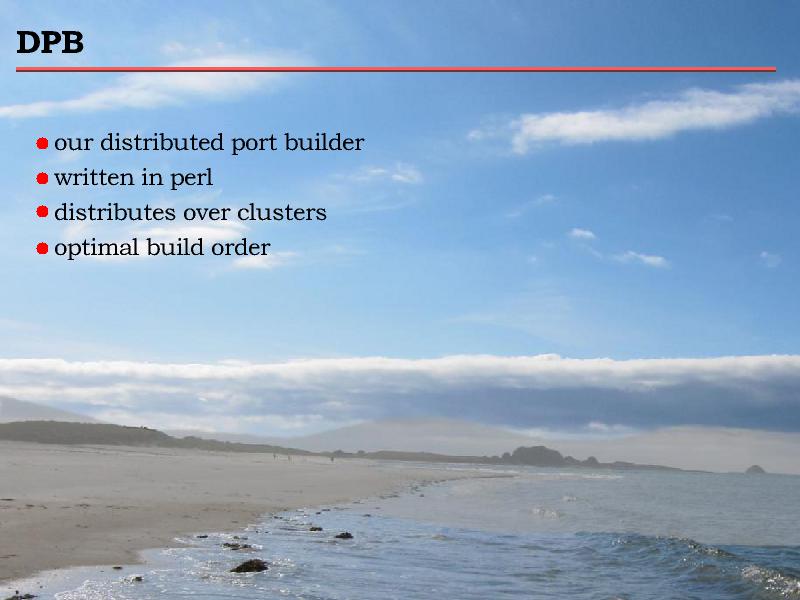 DPB
our distributed port builder
written in perl
distributes over clusters
optimal build order